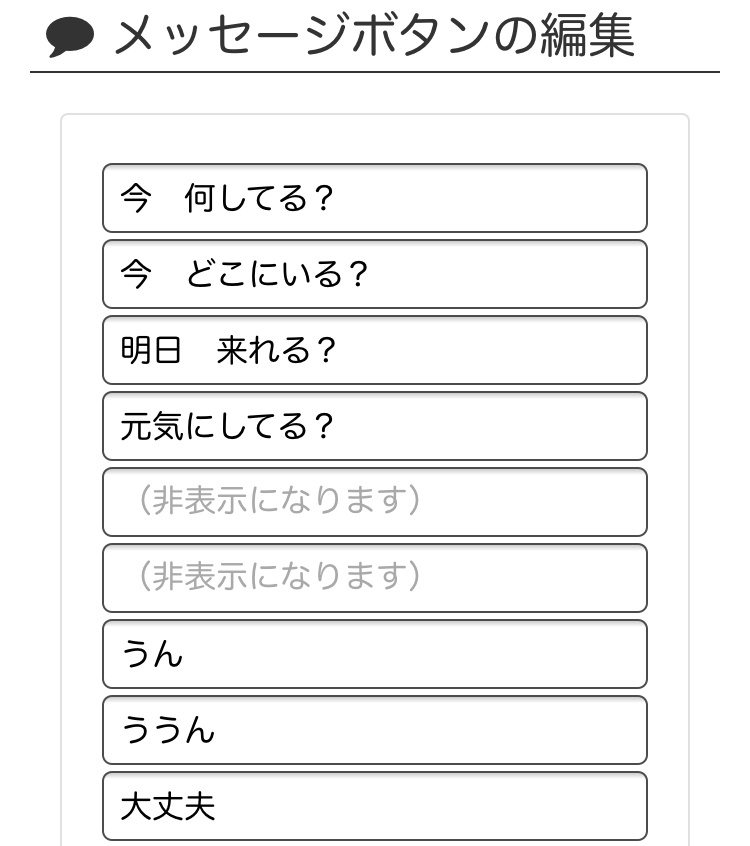 メッセージボタンの編集
今　何してる？
今　どこにいる？
明日　来れる？
元気にしてる？
（非表示になります）
（非表示になります）
うん
ううん
大丈夫